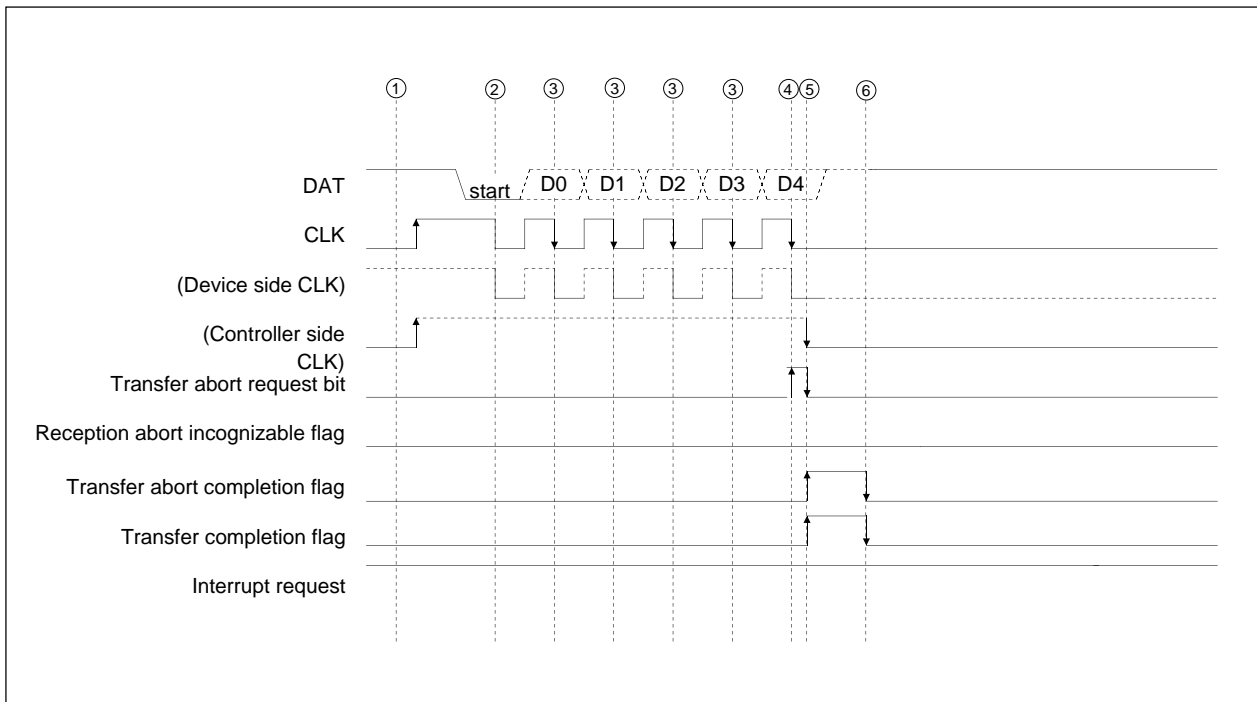 ① ② ③ ③ ③ ③ ④ ⑤ ⑥
DAT
start D0 D1 D2 D3 D4
CLK
(Device side CLK)
(Controller side
CLK)
Transfer abort request bit
Reception abort incognizable flag
Transfer abort completion flag
Transfer completion flag
Interrupt request